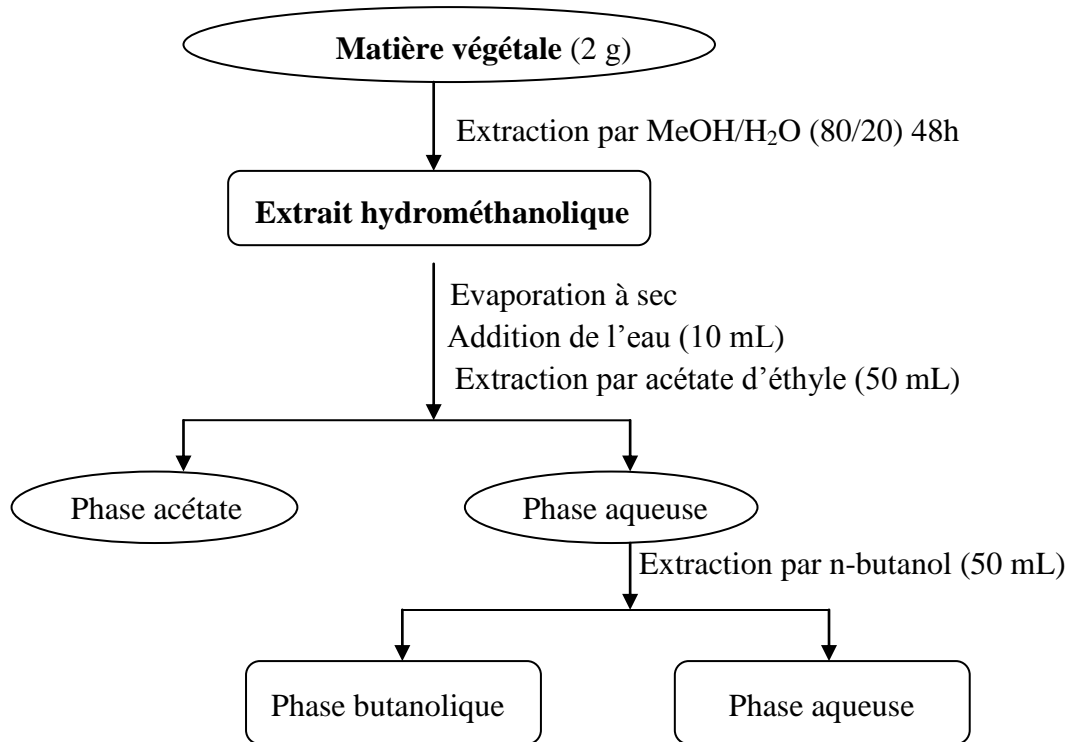 Matière végétale (2 g)
Extraction par MeOH/H₂O (80/20) 48h
Extrait hydrométhanolique
Evaporation à sec
Addition de l’eau (10 mL)
Extraction par acétate d’éthyle (50 mL)
Phase acétate
Phase aqueuse
Extraction par n-butanol (50 mL)
Phase butanolique
Phase aqueuse